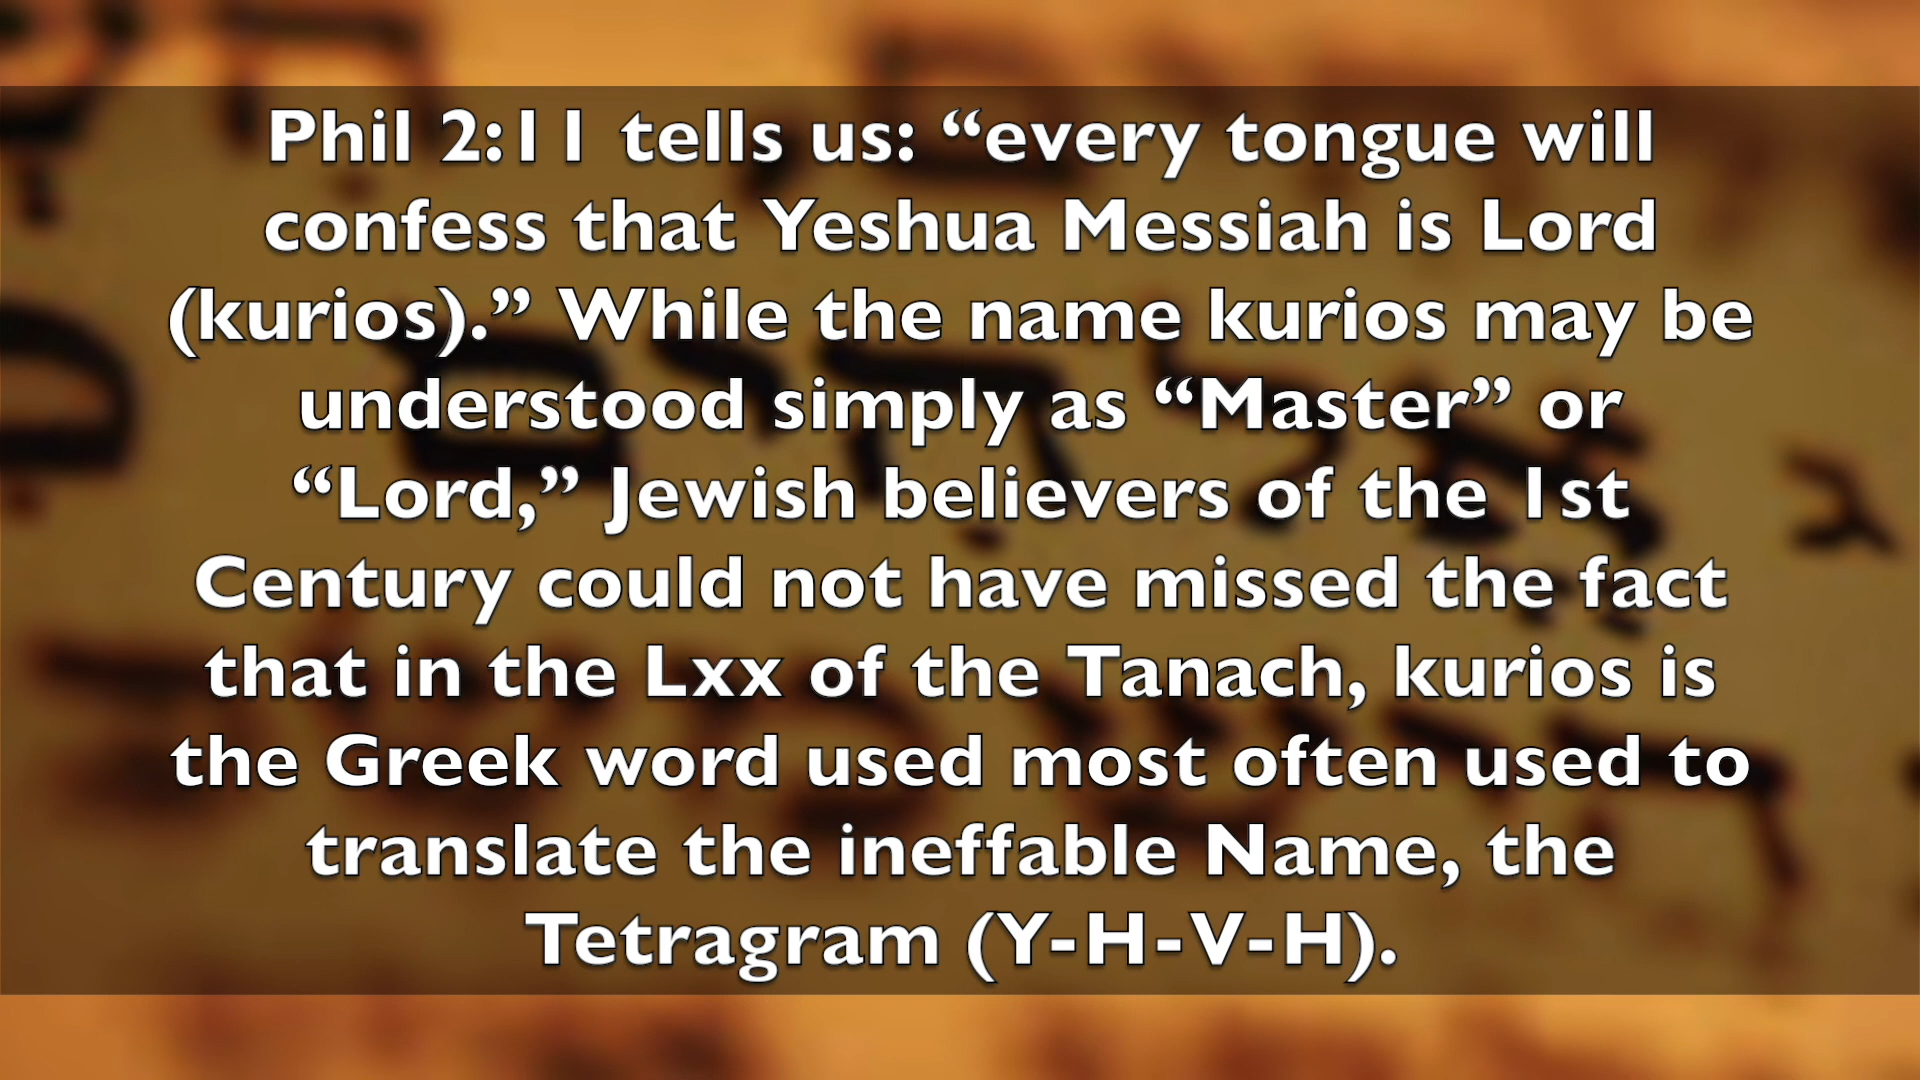 Phil 2:11 tells us: “every tongue will
confess that Yeshua Messiah is Lord
(kurios).” While the name kurios may be
understood simply as “Master” or
“Lord,” Jewish believers of the 1st
Century could not have missed the fact
that in the Lxx of the Tanach, kurios is
the Greek word used most often used to
translate the ineffable Name, the
Tetragram (Y-H-V-H).